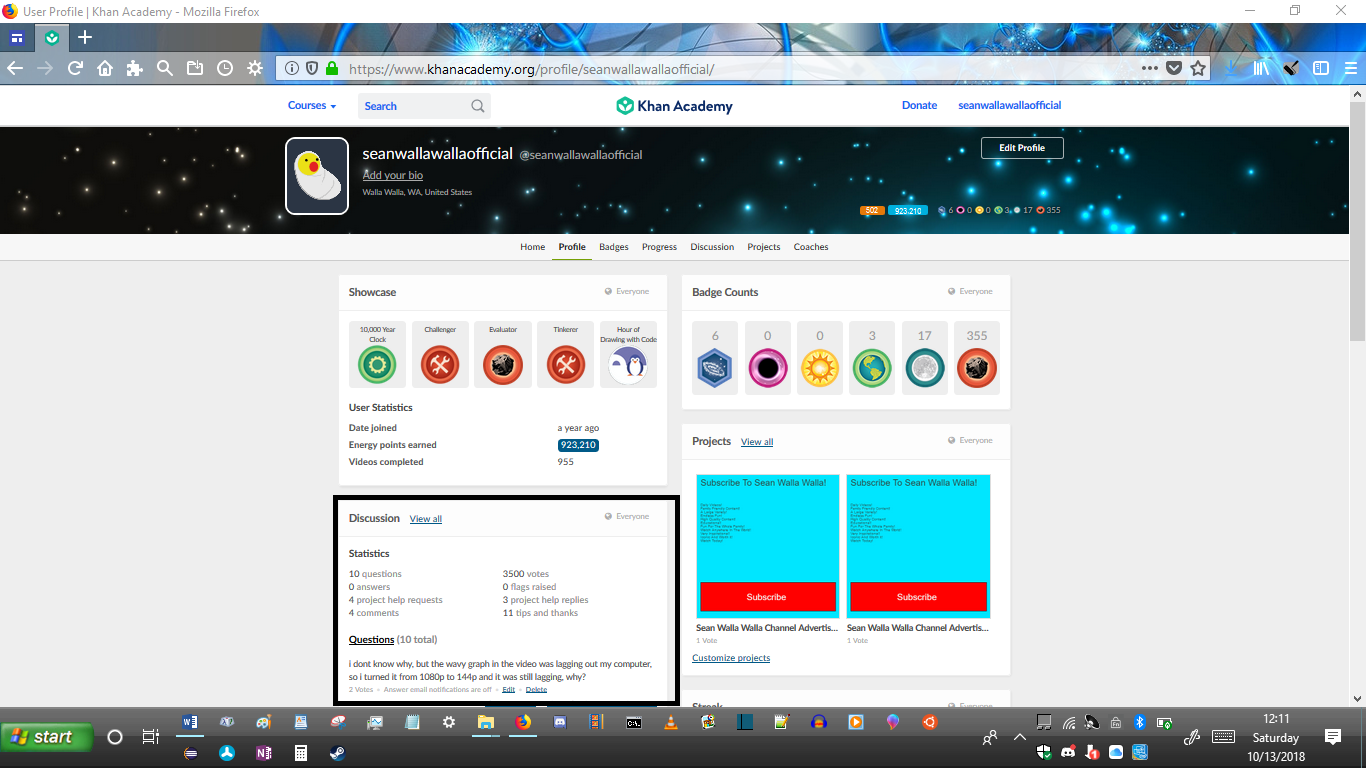 User Profile | Khan Academy - Mozilla Firefox
https://www.khanacademy.org/profile/seanwallawallaofficial/
Courses
Search
Khan Academy
Donate
seanwallawallaofficial
seanwallawallaofficial @seanwallawallaofficial
Edit Profile
Add your bio
Walla Walla, WA, United States
502 923,210 6 0 0 3 17 355
Home Profile Badges Progress Discussion Projects Coaches
Showcase Everyone
10,000 Year Clock
Challenger
Evaluator
Tinkerer
Hour of Drawing with Code
User Statistics
Date joined a year ago
Energy points earned 923,210
Videos completed 955
Badge Counts Everyone
6 0 0 3 17 355
Projects View all Everyone
Subscribe To Sean Walla Walla!
Subscribe
Sean Walla Walla Channel Advertis...
1 Vote
Subscribe To Sean Walla Walla!
Subscribe
Sean Walla Walla Channel Advertis...
1 Vote
Customize projects
Discussion View all Everyone
Statistics
10 questions 3500 votes
0 answers 0 flags raised
4 project help requests 3 project help replies
4 comments 11 tips and thanks
Questions (10 total)
i dont know why, but the wavy graph in the video was lagging out my computer,
so i turned it from 1080p to 144p and it was still lagging, why?
2 Votes • Answer email notifications are off • Edit • Delete
Streak Everyone
start
12:11
Saturday
10/13/2018